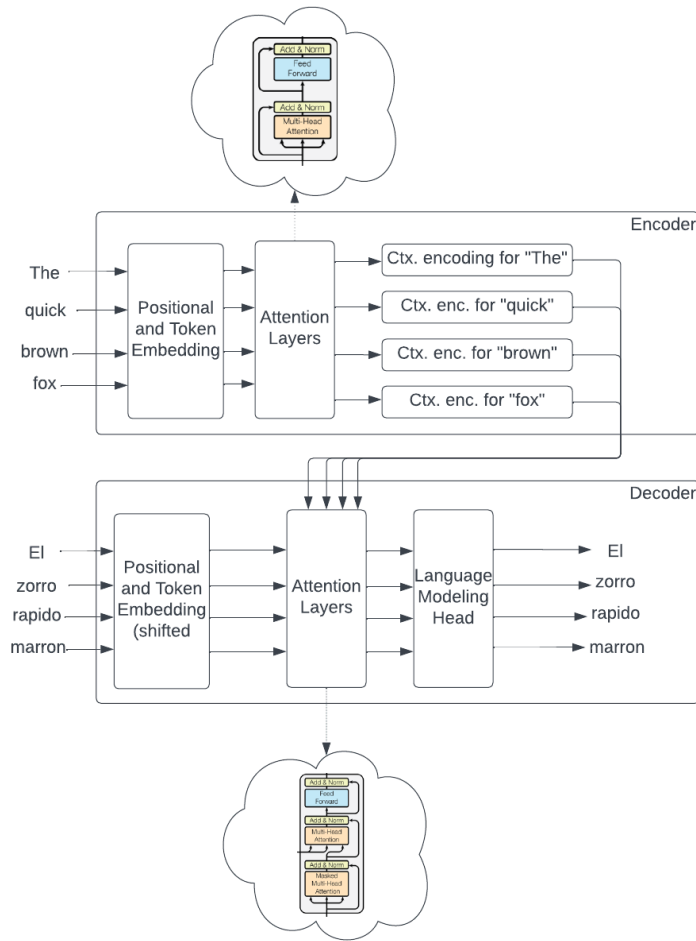 Add & Norm
Feed
Forward
Add & Norm
Multi-Head
Attention
Encoder
The
quick
brown
fox
Positional
and Token
Embedding
Attention
Layers
Ctx. encoding for "The"
Ctx. enc. for "quick"
Ctx. enc. for "brown"
Ctx. enc. for "fox"
Decoder
El
zorro
rapido
marron
Positional
and Token
Embedding
(shifted
Attention
Layers
Language
Modeling
Head
El
zorro
rapido
marron
Add & Norm
Feed
Forward
Add & Norm
Multi-Head
Attention
Add & Norm
Masked
Multi-Head
Attention